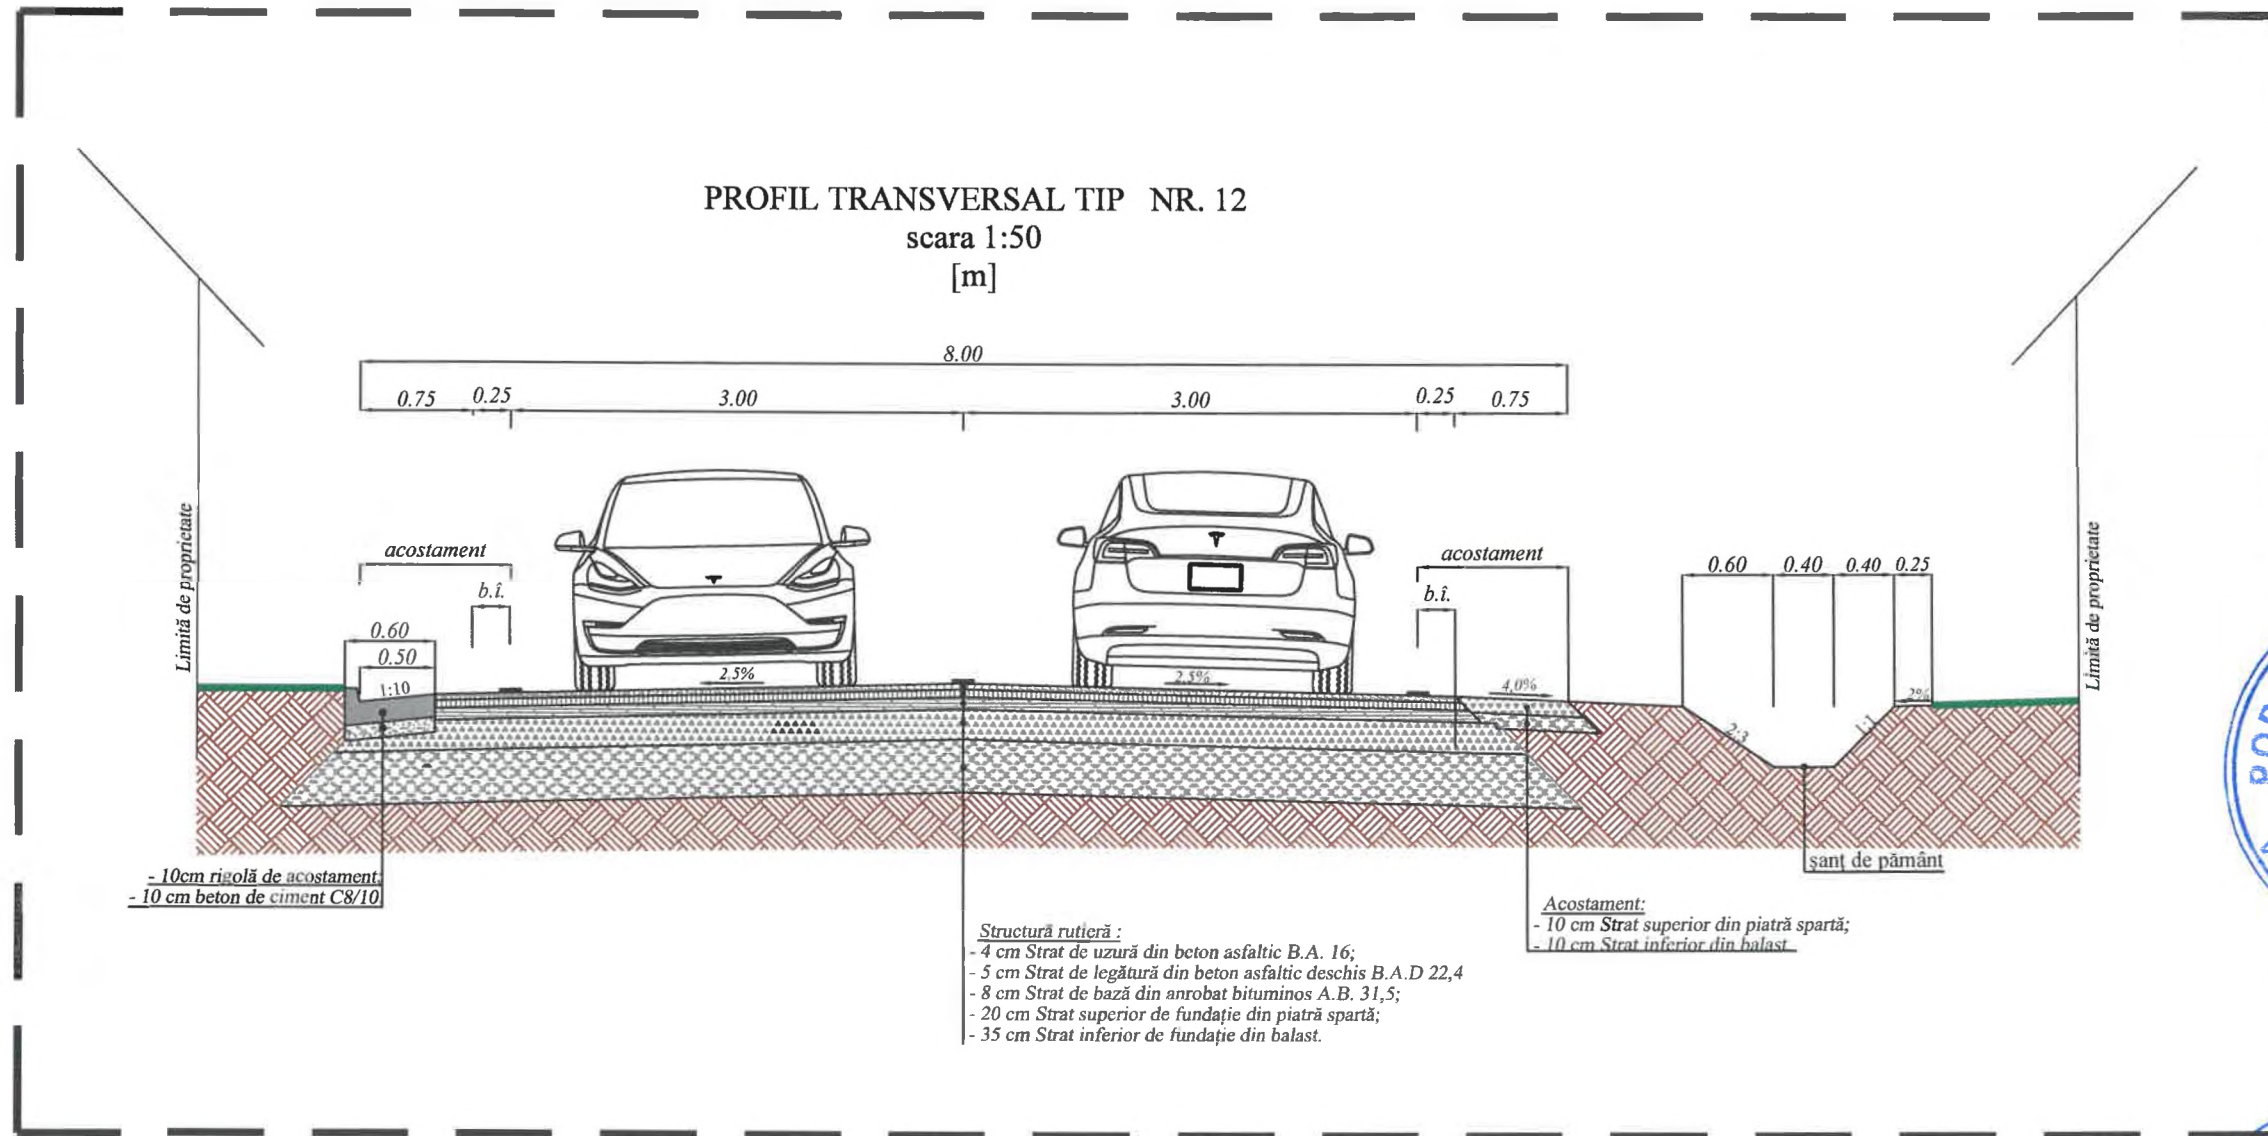 PROFIL TRANSVERSAL TIP NR. 12
scara 1:50
[m]
8.00
0.75 0.25 3.00 3.00 0.25 0.75
Limită de proprietate
acostament
b.î.
0.60
0.50
1:10
2,5%
2,5%
acostament
b.î.
4,0%
0.60 0.40 0.40 0.25
2:3
1:1
2%
Limită de proprietate
șanț de pământ
- 10cm rigolă de acostament;
- 10 cm beton de ciment C8/10
Structură rutieră :
- 4 cm Strat de uzură din beton asfaltic B.A. 16;
- 5 cm Strat de legătură din beton asfaltic deschis B.A.D 22,4
- 8 cm Strat de bază din anrobat bituminos A.B. 31,5;
- 20 cm Strat superior de fundație din piatră spartă;
- 35 cm Strat inferior de fundație din balast.
Acostament:
- 10 cm Strat superior din piatră spartă;
- 10 cm Strat inferior din balast